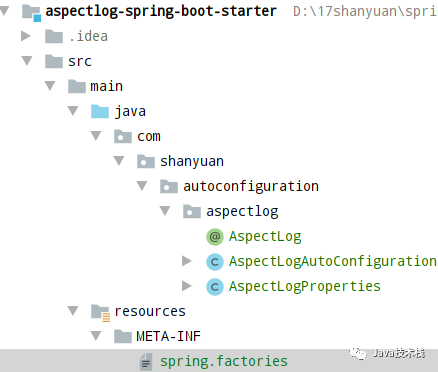 aspectlog-spring-boot-starter D:\17shanyuan\spri
.idea
src
main
java
com
shanyuan
autoconfiguration
aspectlog
@ AspectLog
C AspectLogAutoConfiguration
C AspectLogProperties
resources
META-INF
spring.factories
Java技术栈